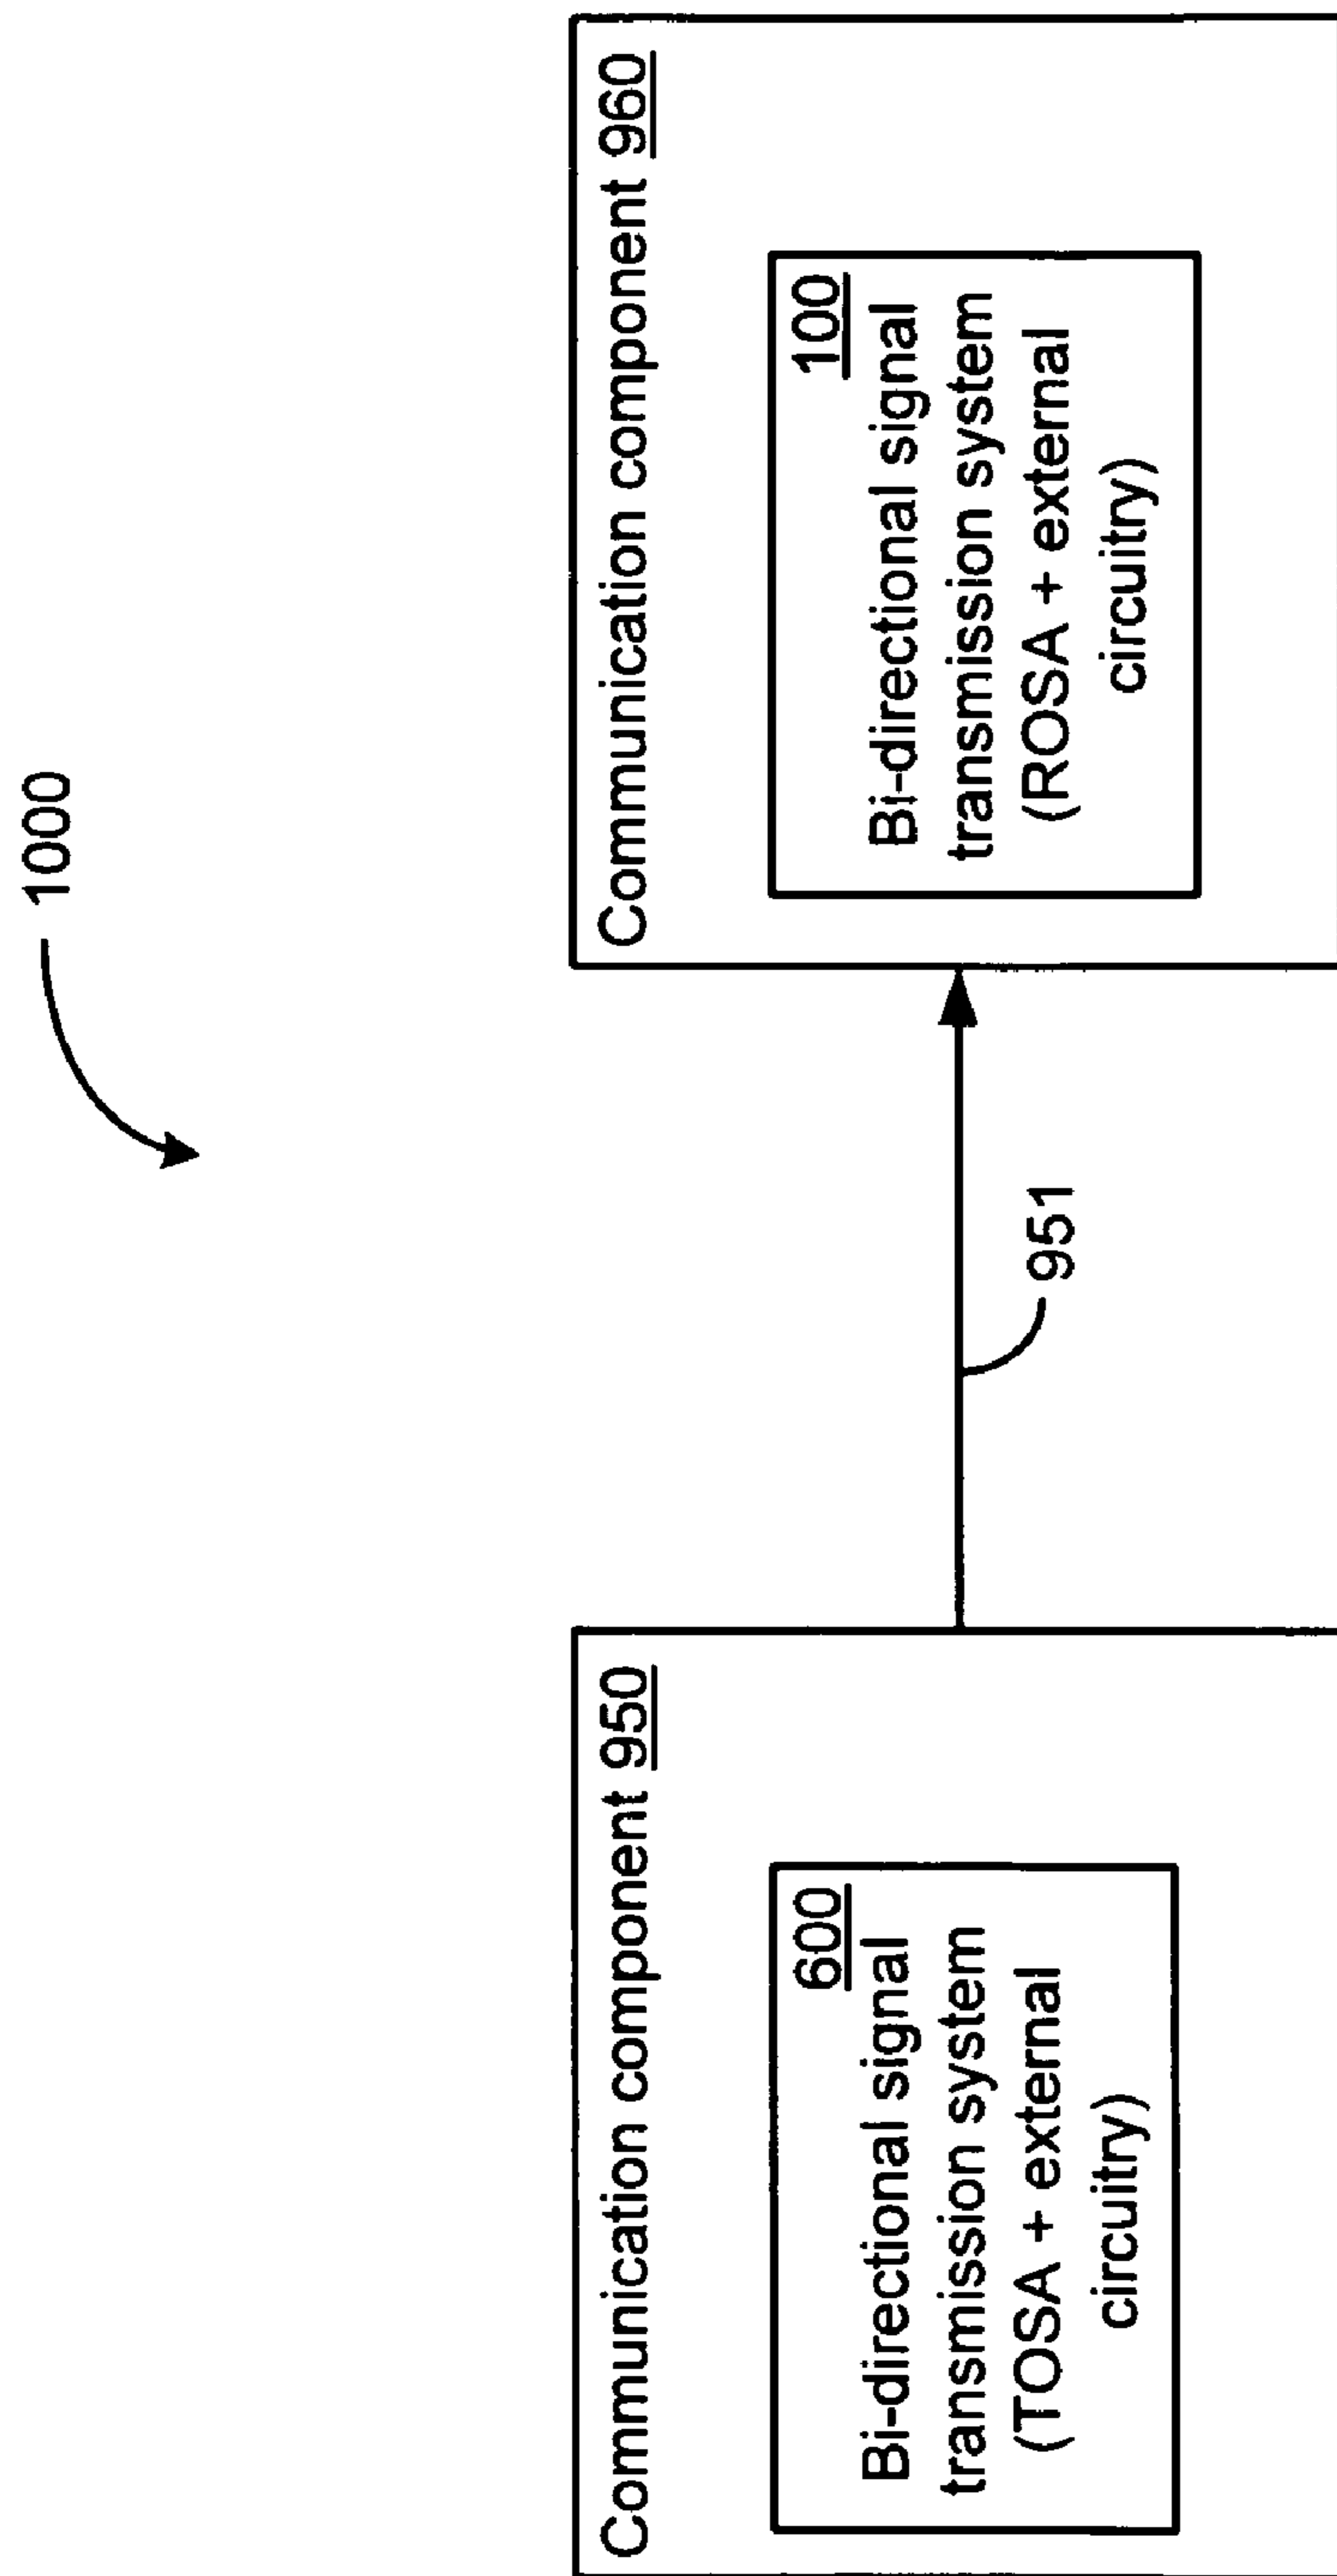 1000
Communication component 950
600
Bi-directional signal
transmission system
(TOSA + external
circuitry)
951
Communication component 960
100
Bi-directional signal
transmission system
(ROSA + external
circuitry)